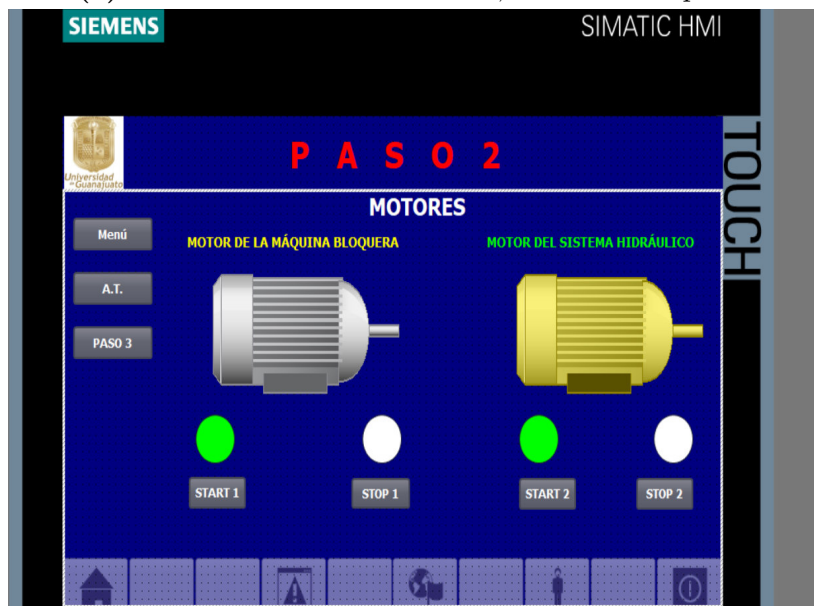 SIEMENS
SIMATIC HMI
TOUCH
Universidad
de Guanajuato
P A S O 2
MOTORES
Menú
A.T.
PASO 3
MOTOR DE LA MÁQUINA BLOQUERA
MOTOR DEL SISTEMA HIDRÁULICO
START 1
STOP 1
START 2
STOP 2